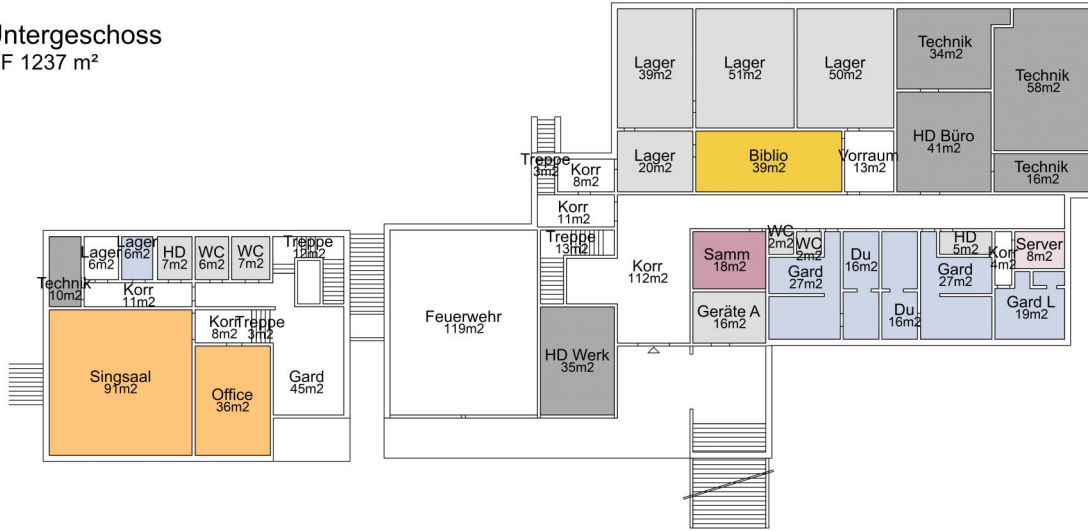 Untergeschoss
F 1237 m²
Lager
39m2
Lager
51m2
Lager
50m2
Technik
34m2
Technik
58m2
HD Büro
41m2
Technik
16m2
Lager
20m2
Biblio
39m2
Vorraum
13m2
Treppe
3m2
Korr
8m2
Korr
11m2
Treppe
13m2
Korr
112m2
Samm
18m2
WC
2m2
WC
2m2
Gard
27m2
Du
16m2
Du
16m2
HD
5m2
Gard
27m2
Korr
4m2
Server
8m2
Gard L
19m2
Geräte A
16m2
Feuerwehr
119m2
HD Werk
35m2
Technik
10m2
Lager
6m2
Lager
6m2
HD
7m2
WC
6m2
WC
7m2
Treppe
12m2
Korr
11m2
Korr
8m2
Treppe
3m2
Singsaal
91m2
Office
36m2
Gard
45m2